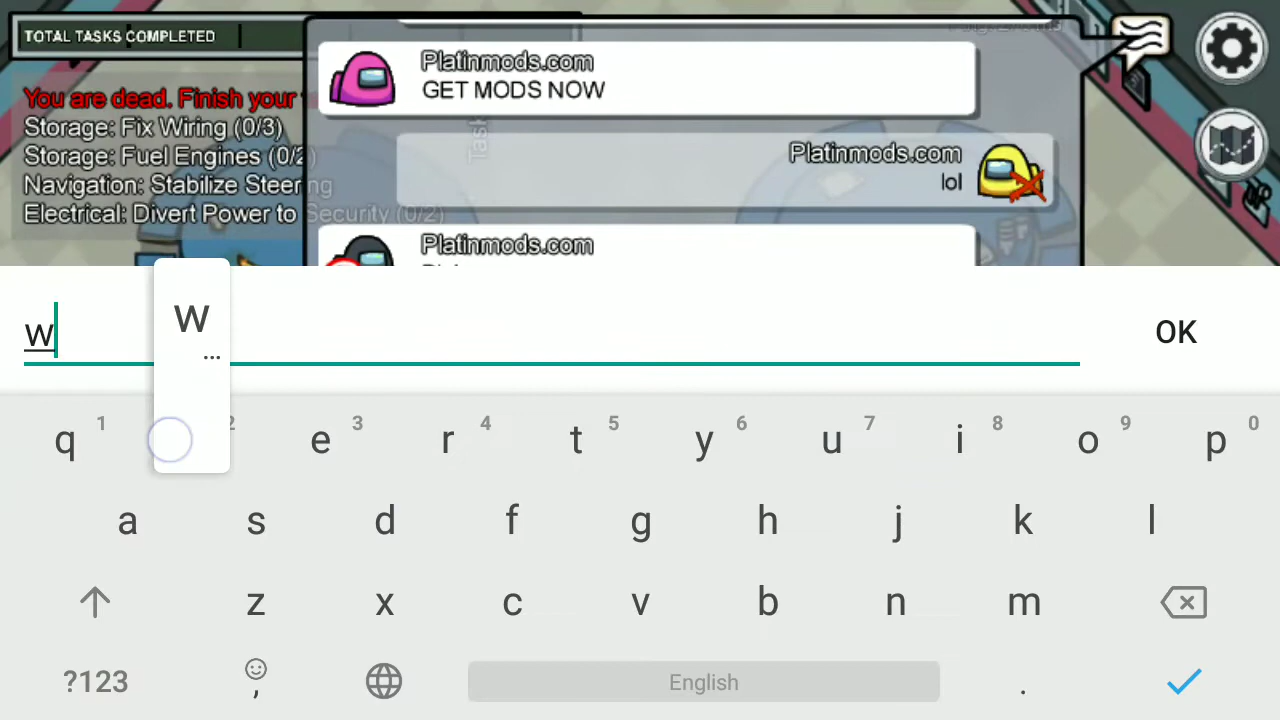 TOTAL TASKS COMPLETED
You are dead. Finish your
Storage: Fix Wiring (0/3)
Storage: Fuel Engines (0/2)
Navigation: Stabilize Steering
Electrical: Divert Power to Security (0/2)
Task
Platinmods.com
GET MODS NOW
Platinmods.com
lol
Platinmods.com
w
OK
w
...
q 1 2 e 3 r 4 t 5 y 6 u 7 i 8 o 9 p 0
a s d f g h j k l
z x c v b n m
?123 , English .